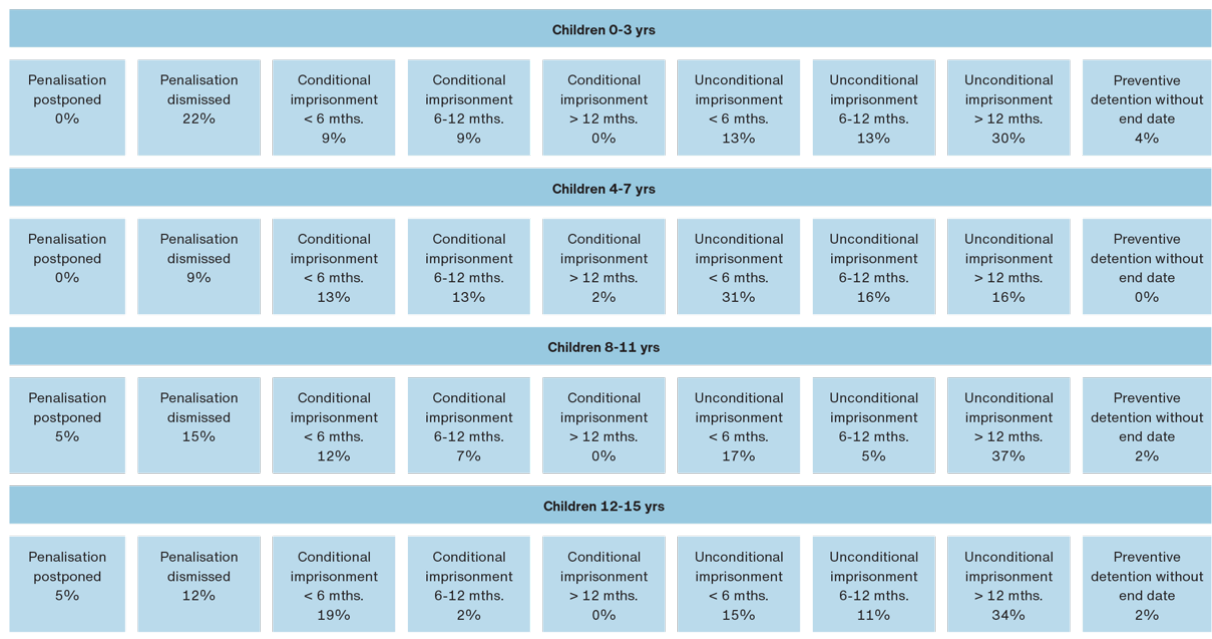 Children 0-3 yrs
Penalisation
postponed
0%
Penalisation
dismissed
22%
Conditional
imprisonment
< 6 mths.
9%
Conditional
imprisonment
6-12 mths.
9%
Conditional
imprisonment
> 12 mths.
0%
Unconditional
imprisonment
< 6 mths.
13%
Unconditional
imprisonment
6-12 mths.
13%
Unconditional
imprisonment
> 12 mths.
30%
Preventive
detention without
end date
4%
Children 4-7 yrs
Penalisation
postponed
0%
Penalisation
dismissed
9%
Conditional
imprisonment
< 6 mths.
13%
Conditional
imprisonment
6-12 mths.
13%
Conditional
imprisonment
> 12 mths.
2%
Unconditional
imprisonment
< 6 mths.
31%
Unconditional
imprisonment
6-12 mths.
16%
Unconditional
imprisonment
> 12 mths.
16%
Preventive
detention without
end date
0%
Children 8-11 yrs
Penalisation
postponed
5%
Penalisation
dismissed
15%
Conditional
imprisonment
< 6 mths.
12%
Conditional
imprisonment
6-12 mths.
7%
Conditional
imprisonment
> 12 mths.
0%
Unconditional
imprisonment
< 6 mths.
17%
Unconditional
imprisonment
6-12 mths.
5%
Unconditional
imprisonment
> 12 mths.
37%
Preventive
detention without
end date
2%
Children 12-15 yrs
Penalisation
postponed
5%
Penalisation
dismissed
12%
Conditional
imprisonment
< 6 mths.
19%
Conditional
imprisonment
6-12 mths.
2%
Conditional
imprisonment
> 12 mths.
0%
Unconditional
imprisonment
< 6 mths.
15%
Unconditional
imprisonment
6-12 mths.
11%
Unconditional
imprisonment
> 12 mths.
34%
Preventive
detention without
end date
2%